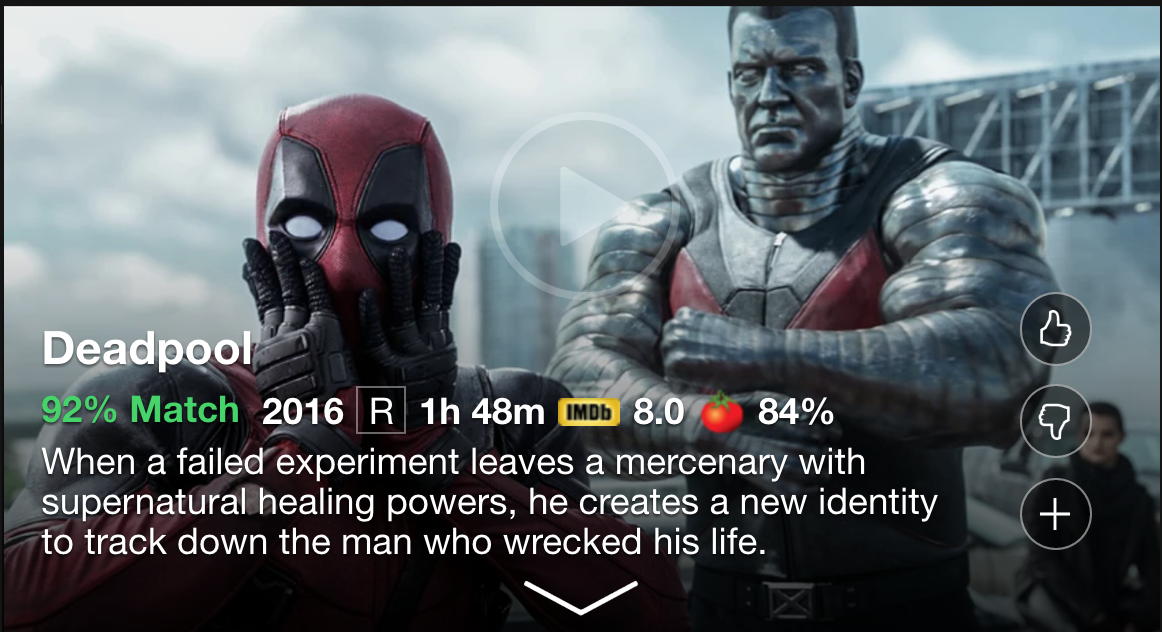 Deadpool
92% Match 2016 R 1h 48m IMDb 8.0 84%
When a failed experiment leaves a mercenary with
supernatural healing powers, he creates a new identity
to track down the man who wrecked his life.